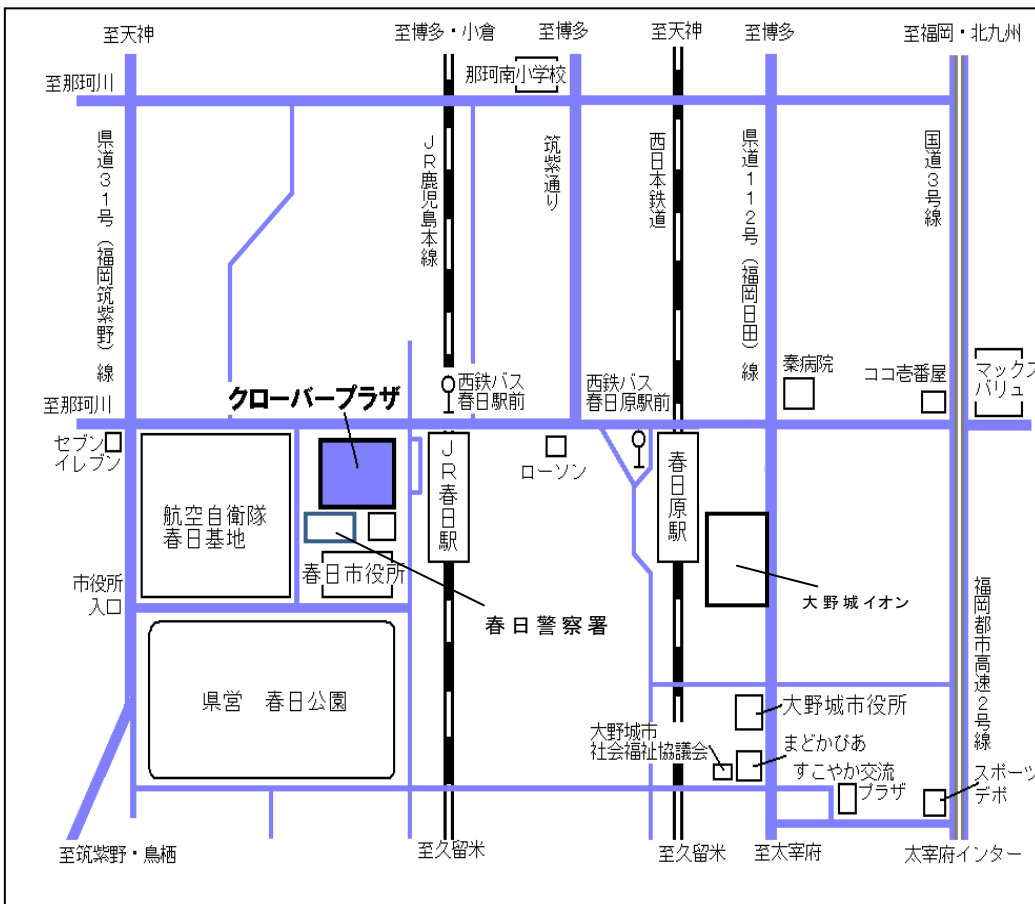 至天神
至博多・小倉
至博多
至天神
至博多
至福岡・北九州
至那珂川
那珂南小学校
県道31号(福岡筑紫野)線
JR鹿児島本線
筑紫通り
西日本鉄道
県道112号(福岡日田)線
国道3号線
秦病院
ココ壱番屋
マックス
バリュ
西鉄バス
春日駅前
西鉄バス
春日原駅前
クローバープラザ
至那珂川
セブン
イレブン
JR春日駅
ローソン
春日原駅
航空自衛隊
春日基地
春日市役所
市役所
入口
春日警察署
大野城イオン
福岡都市高速2号線
県営 春日公園
大野城市役所
大野城市
社会福祉協議会
まどかぴあ
すこやか交流
プラザ
スポーツ
デポ
至筑紫野・鳥栖
至久留米
至久留米
至太宰府
太宰府インター